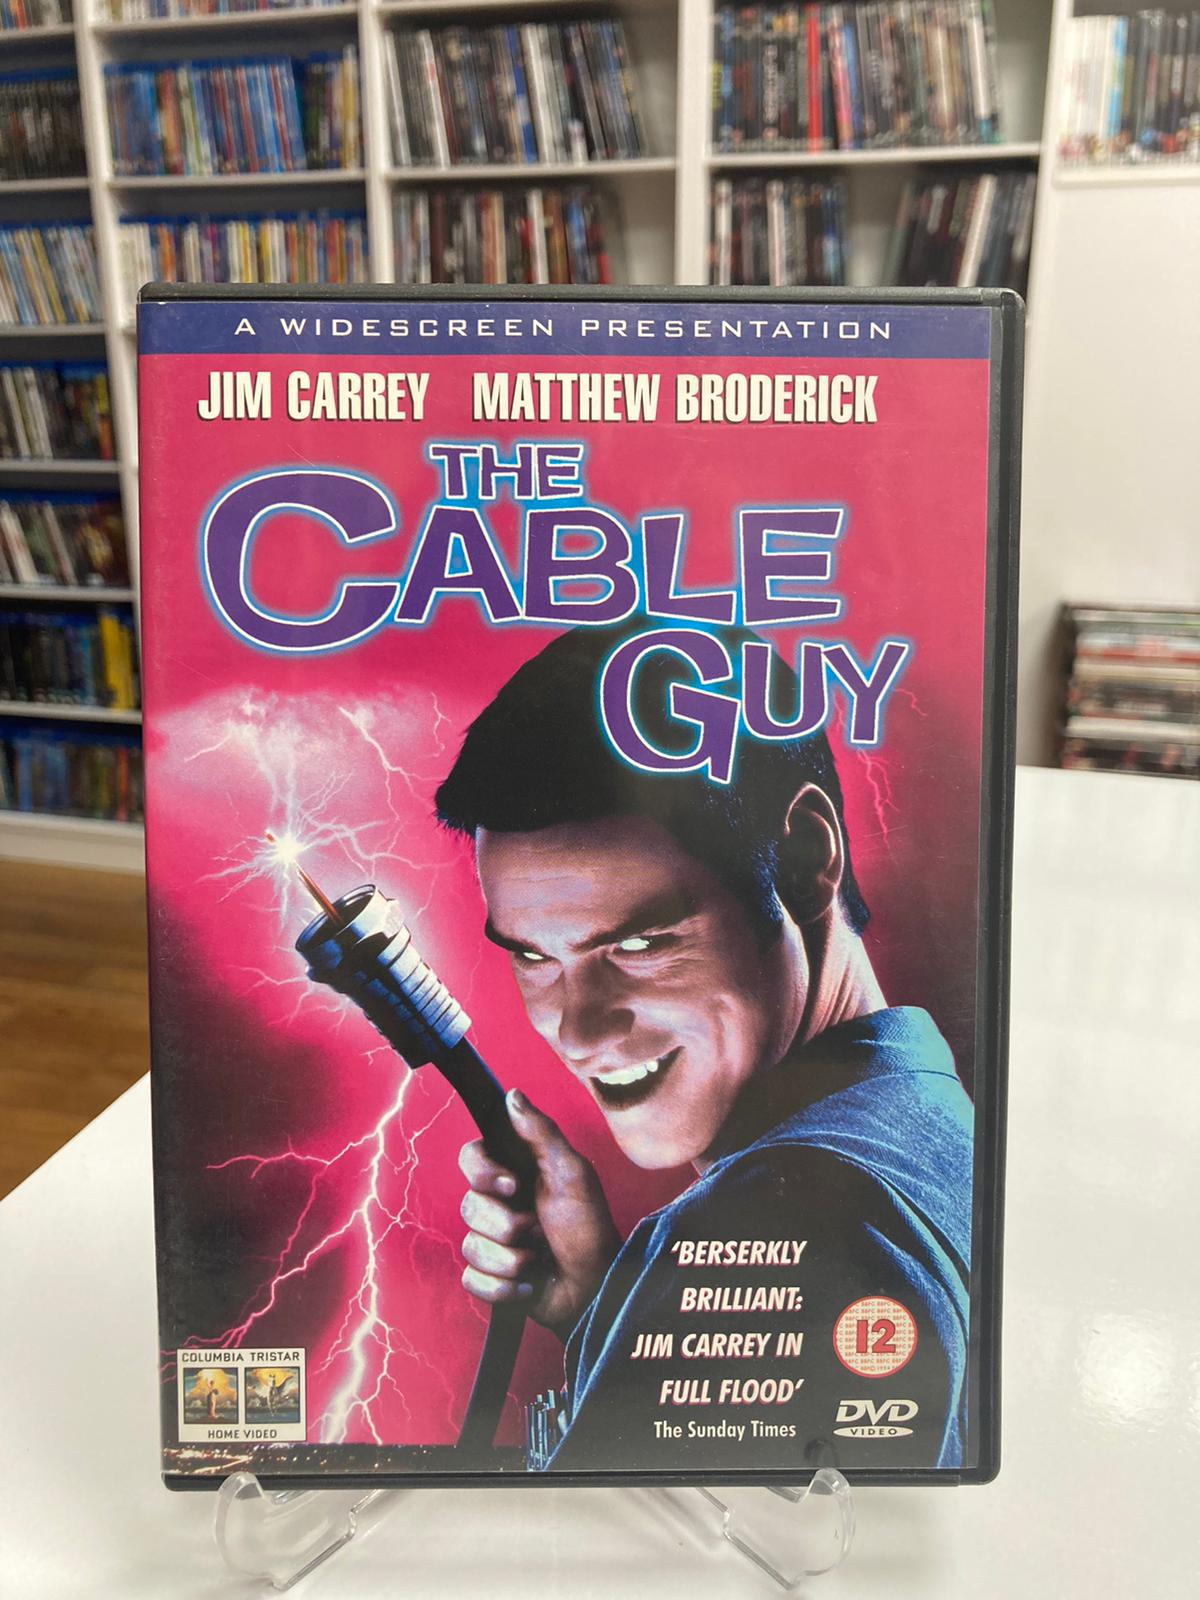 A WIDESCREEN PRESENTATION
JIM CARREY MATTHEW BRODERICK
THE
CABLE
GUY
'BERSERKLY
BRILLIANT:
JIM CARREY IN
FULL FLOOD'
The Sunday Times
12
DVD
VIDEO
COLUMBIA TRISTAR
HOME VIDEO